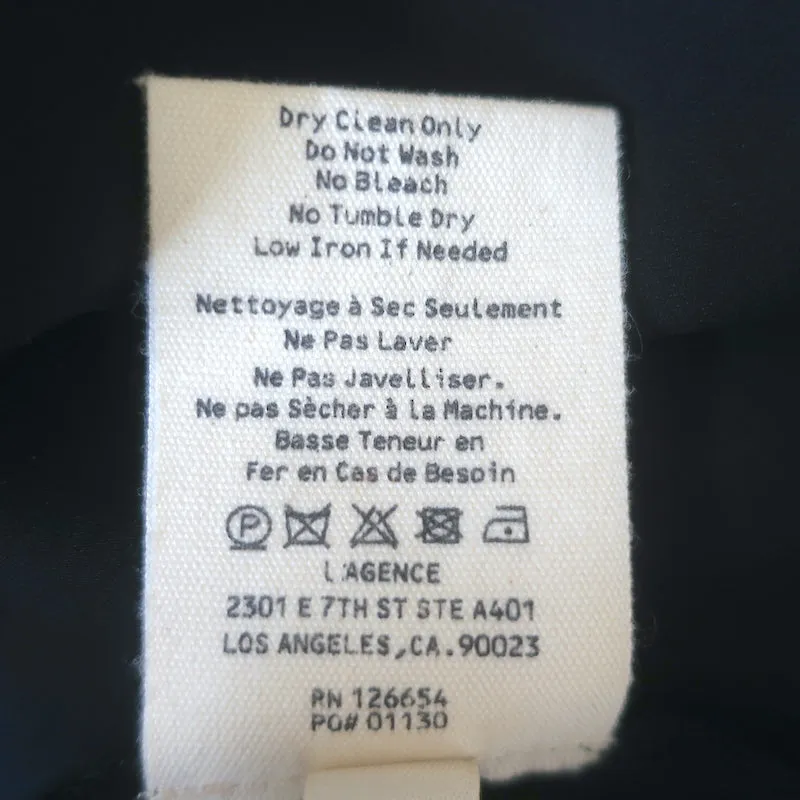 Dry Clean Only
Do Not Wash
No Bleach
No Tumble Dry
Low Iron If Needed
Nettoyage à Sec Seulement
Ne Pas Laver
Ne Pas Javelliser.
Ne pas Sècher à la Machine.
Basse Teneur en
Fer en Cas de Besoin
P
L'AGENCE
2301 E 7TH ST STE A401
LOS ANGELES,CA.90023
RN 126654
PO# 01130